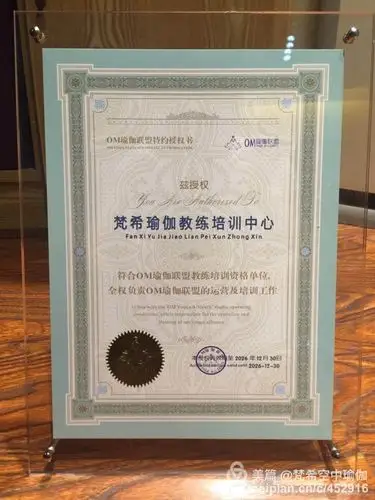 OM瑜伽联盟特约授权书
OM瑜伽联盟
兹授权
You Are Authorized To
梵希瑜伽教练培训中心
Fan Xi Yu Jia Jiao Lian Pei Xun Zhong Xin
符合OM瑜伽联盟教练培训资格单位,
全权负责OM瑜伽联盟的运营及培训工作
2026年12月30日
2026-12-30
美篇 @梵希空中瑜伽
meipian.cn/c/452916